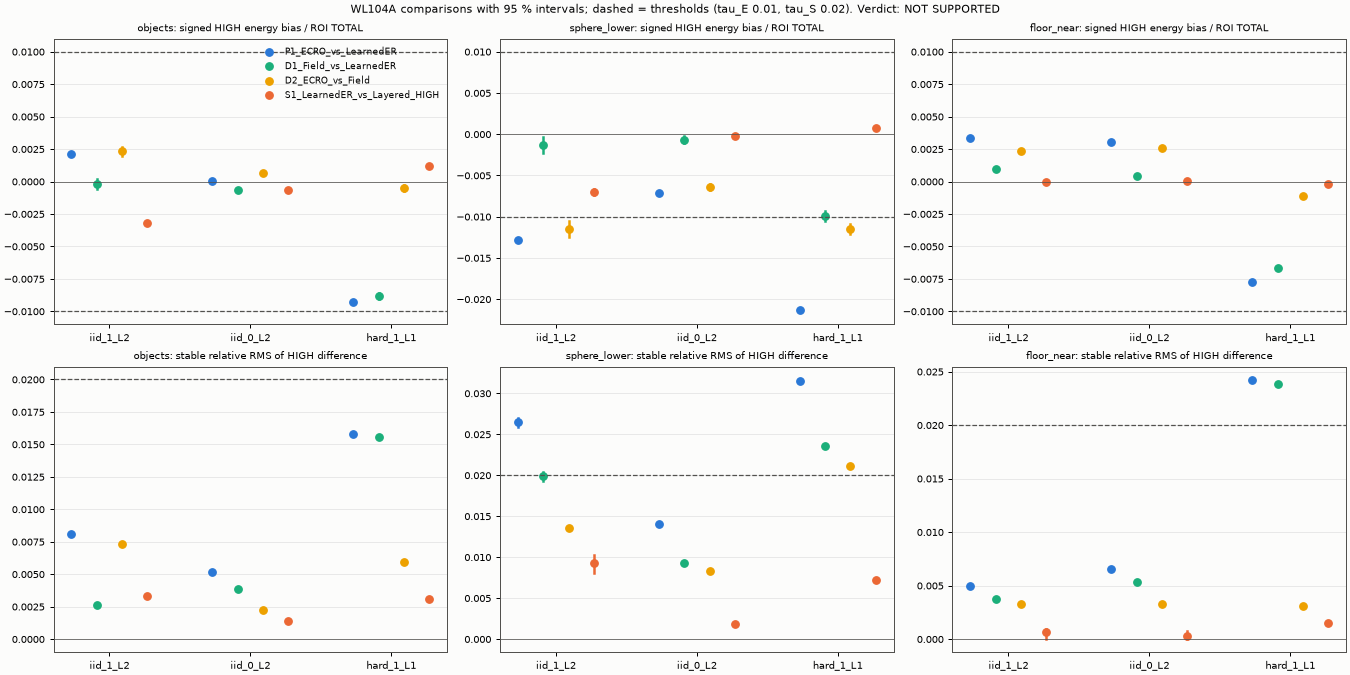 WL104A comparisons with 95 % intervals; dashed = thresholds (tau_E 0.01, tau_S 0.02). Verdict: NOT SUPPORTED
objects: signed HIGH energy bias / ROI TOTAL
0.0100
0.0075
0.0050
0.0025
0.0000
−0.0025
−0.0050
−0.0075
−0.0100
P1_ECRO_vs_LearnedER
D1_Field_vs_LearnedER
D2_ECRO_vs_Field
S1_LearnedER_vs_Layered_HIGH
iid_1_L2
iid_0_L2
hard_1_L1
sphere_lower: signed HIGH energy bias / ROI TOTAL
0.010
0.005
0.000
−0.005
−0.010
−0.015
−0.020
iid_1_L2
iid_0_L2
hard_1_L1
floor_near: signed HIGH energy bias / ROI TOTAL
0.0100
0.0075
0.0050
0.0025
0.0000
−0.0025
−0.0050
−0.0075
−0.0100
iid_1_L2
iid_0_L2
hard_1_L1
objects: stable relative RMS of HIGH difference
0.0200
0.0175
0.0150
0.0125
0.0100
0.0075
0.0050
0.0025
0.0000
iid_1_L2
iid_0_L2
hard_1_L1
sphere_lower: stable relative RMS of HIGH difference
0.030
0.025
0.020
0.015
0.010
0.005
0.000
iid_1_L2
iid_0_L2
hard_1_L1
floor_near: stable relative RMS of HIGH difference
0.025
0.020
0.015
0.010
0.005
0.000
iid_1_L2
iid_0_L2
hard_1_L1